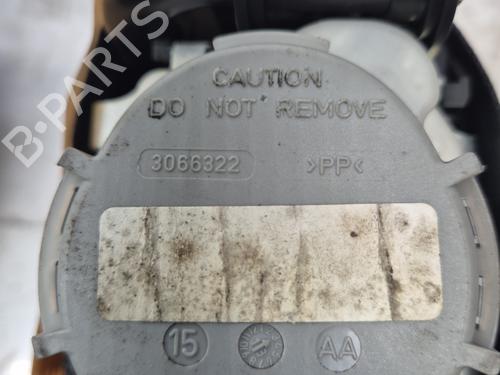 B-PARTS
CAUTION
DO NOT REMOVE
3066322 >PP<
15 AA